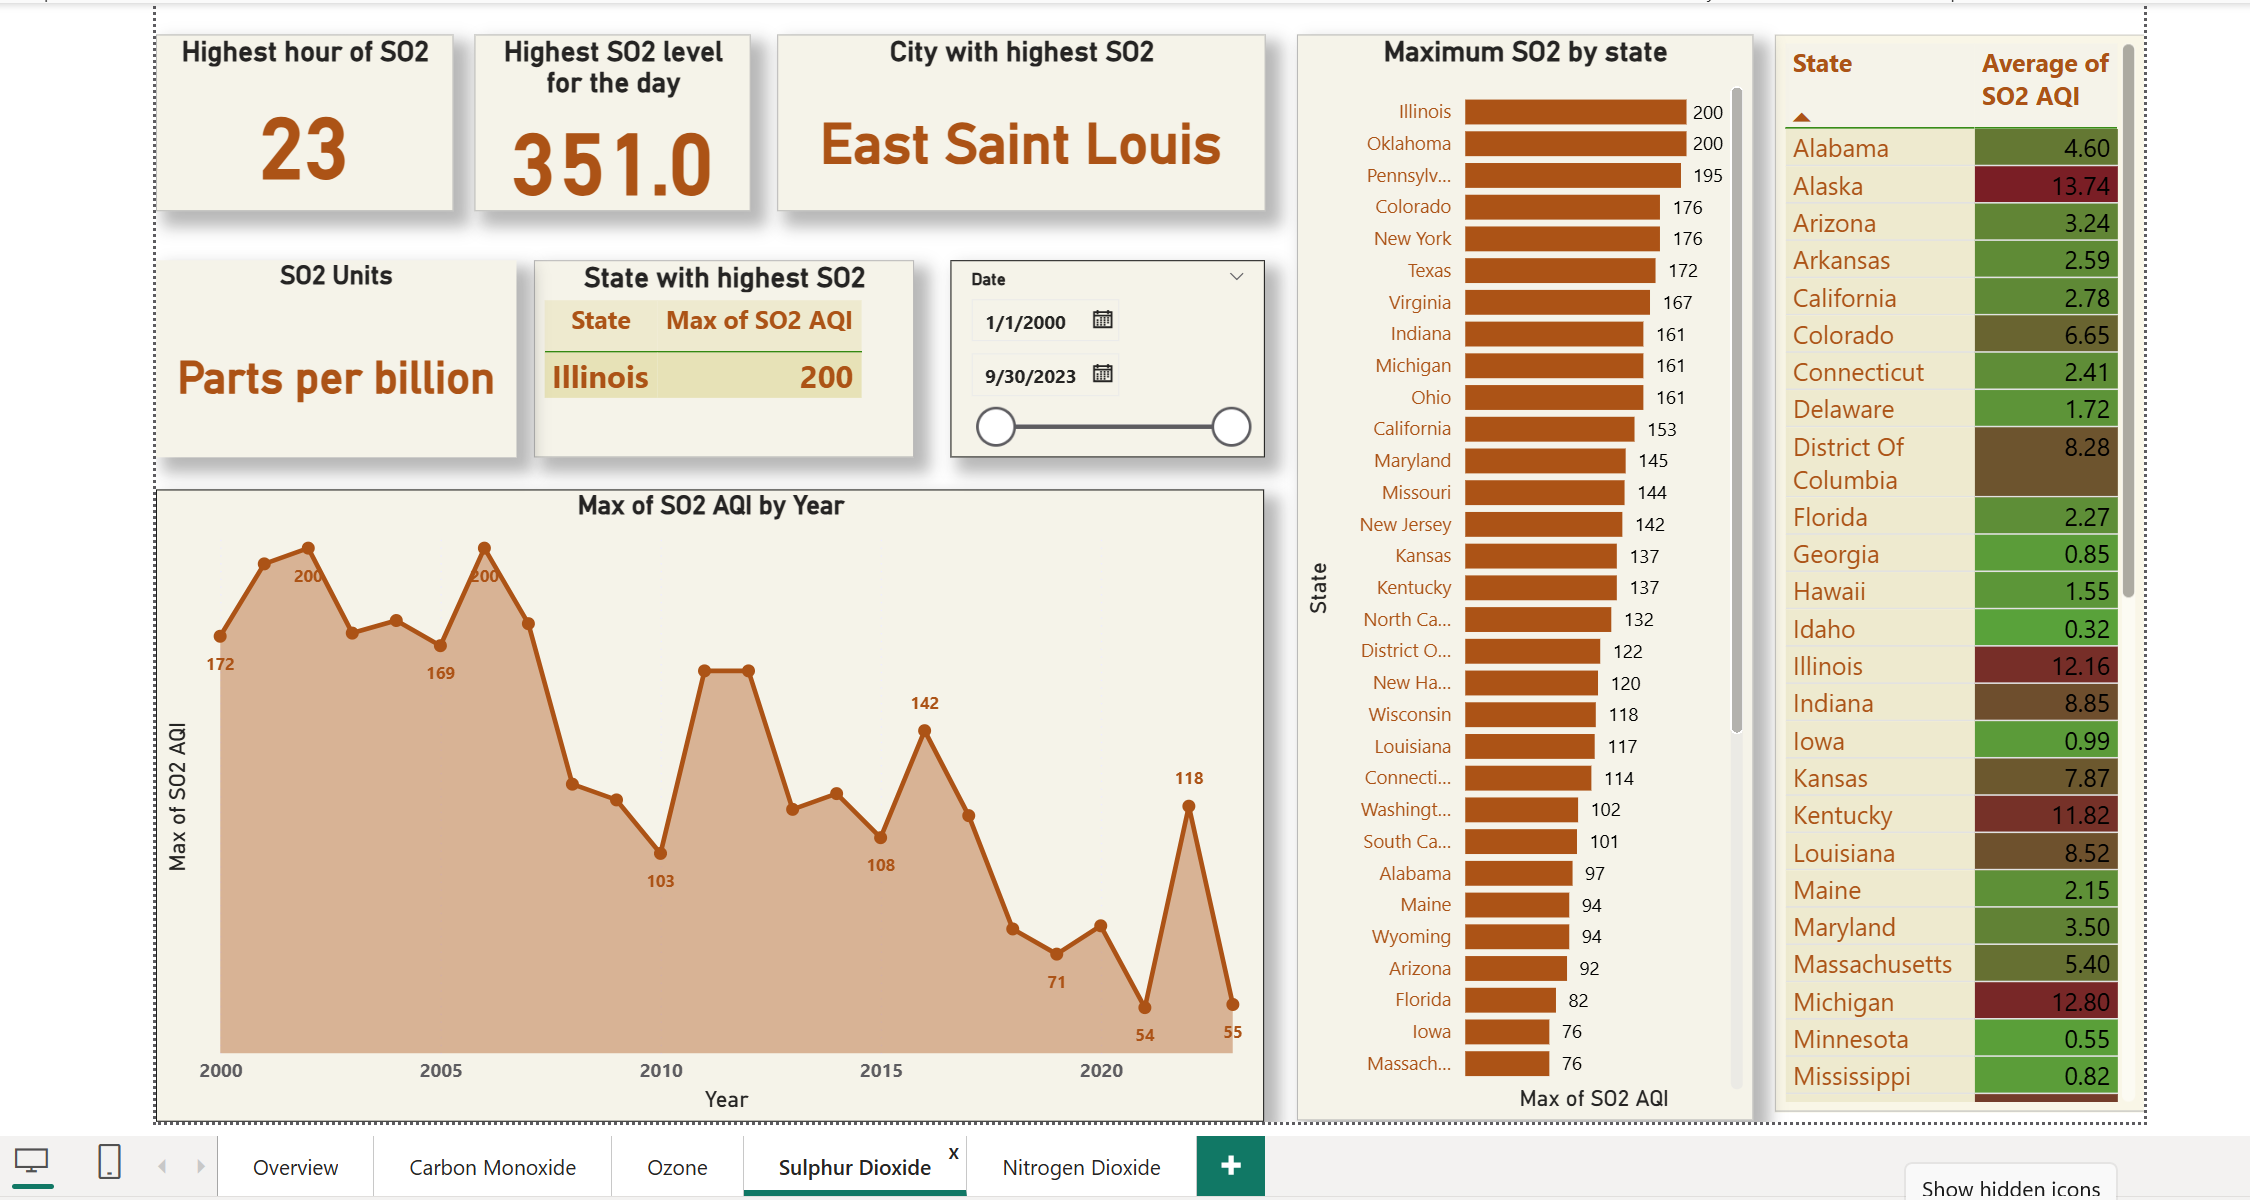 Highest hour of SO2
23
Highest SO2 level
for the day
351.0
City with highest SO2
East Saint Louis
SO2 Units
Parts per billion
State with highest SO2
State Max of SO2 AQI
Illinois 200
Date
1/1/2000
9/30/2023
Max of SO2 AQI by Year
Max of SO2 AQI
172
200
169
200
103
108
142
71
54
118
55
2000 2005 2010 2015 2020
Year
Maximum SO2 by state
State
Illinois 200
Oklahoma 200
Pennsylv... 195
Colorado 176
New York 176
Texas 172
Virginia 167
Indiana 161
Michigan 161
Ohio 161
California 153
Maryland 145
Missouri 144
New Jersey 142
Kansas 137
Kentucky 137
North Ca... 132
District O... 122
New Ha... 120
Wisconsin 118
Louisiana 117
Connecti... 114
Washingt... 102
South Ca... 101
Alabama 97
Maine 94
Wyoming 94
Arizona 92
Florida 82
Iowa 76
Massach... 76
Max of SO2 AQI
State Average of
SO2 AQI
Alabama 4.60
Alaska 13.74
Arizona 3.24
Arkansas 2.59
California 2.78
Colorado 6.65
Connecticut 2.41
Delaware 1.72
District Of 8.28
Columbia
Florida 2.27
Georgia 0.85
Hawaii 1.55
Idaho 0.32
Illinois 12.16
Indiana 8.85
Iowa 0.99
Kansas 7.87
Kentucky 11.82
Louisiana 8.52
Maine 2.15
Maryland 3.50
Massachusetts 5.40
Michigan 12.80
Minnesota 0.55
Mississippi 0.82
Overview Carbon Monoxide Ozone Sulphur Dioxide x Nitrogen Dioxide +
Show hidden icons